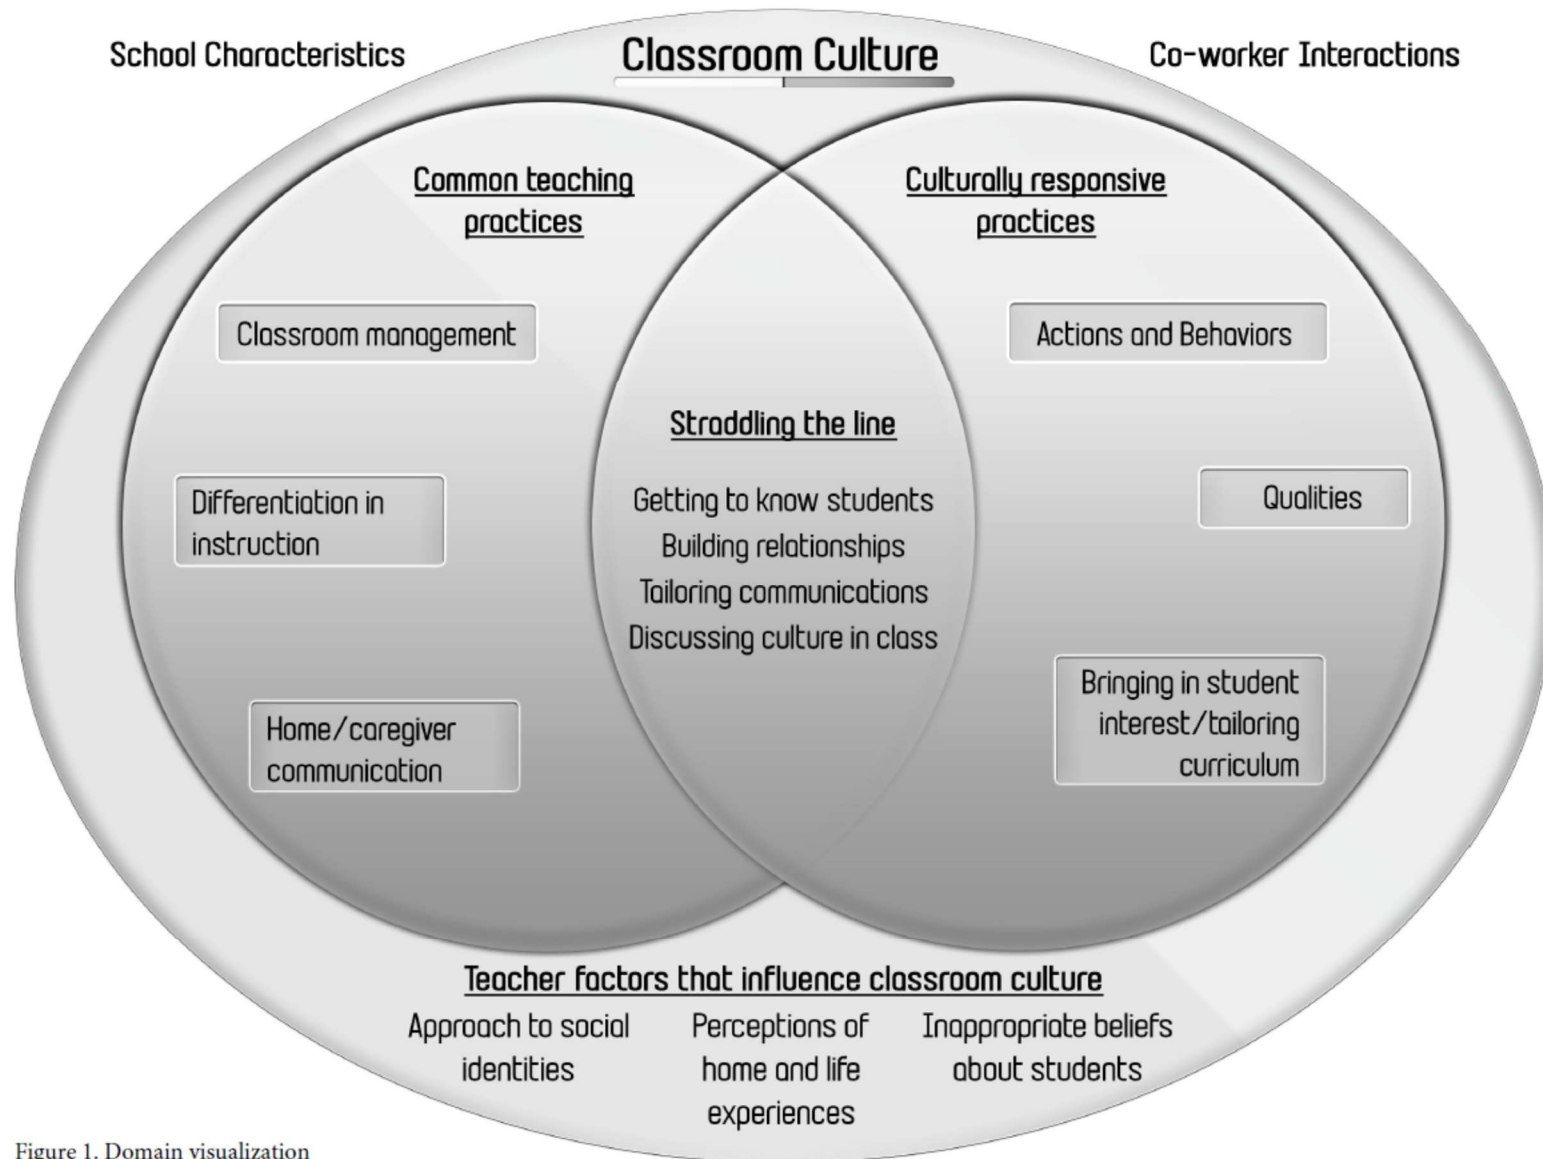 School Characteristics
Classroom Culture
Co-worker Interactions
Common teaching
practices
Culturally responsive
practices
Classroom management
Actions and Behaviors
Straddling the line
Getting to know students
Building relationships
Tailoring communications
Discussing culture in class
Differentiation in
instruction
Qualities
Home/caregiver
communication
Bringing in student
interest/tailoring
curriculum
Teacher factors that influence classroom culture
Approach to social
identities
Perceptions of
home and life
experiences
Inappropriate beliefs
about students
Figure 1. Domain visualization